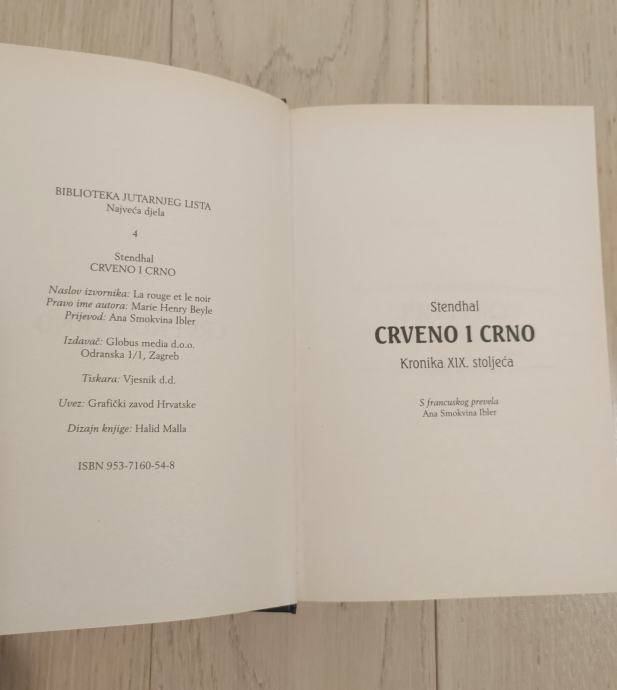 BIBLIOTEKA JUTARNJEG LISTA
Najveća djela
4
Stendhal
CRVENO I CRNO
Naslov izvornika: La rouge et le noir
Pravo ime autora: Marie Henry Beyle
Prijevod: Ana Smokvina Ibler
Izdavač: Globus media d.o.o.
Odranska 1/1, Zagreb
Tiskara: Vjesnik d.d.
Uvez: Grafički zavod Hrvatske
Dizajn knjige: Halid Malla
ISBN 953-7160-54-8
Stendhal
CRVENO I CRNO
Kronika XIX. stoljeća
S francuskog prevela
Ana Smokvina Ibler